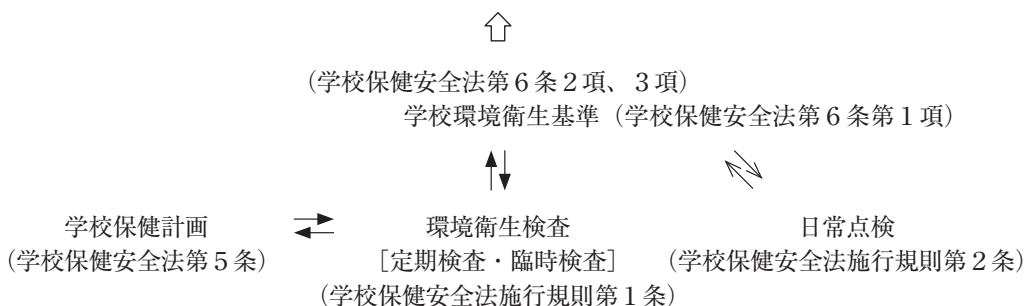 (学校保健安全法第６条２項、３項)
学校環境衛生基準（学校保健安全法第６条第１項）
学校保健計画
(学校保健安全法第５条)
環境衛生検査
［定期検査・臨時検査］
(学校保健安全法施行規則第１条)
日常点検
(学校保健安全法施行規則第２条)